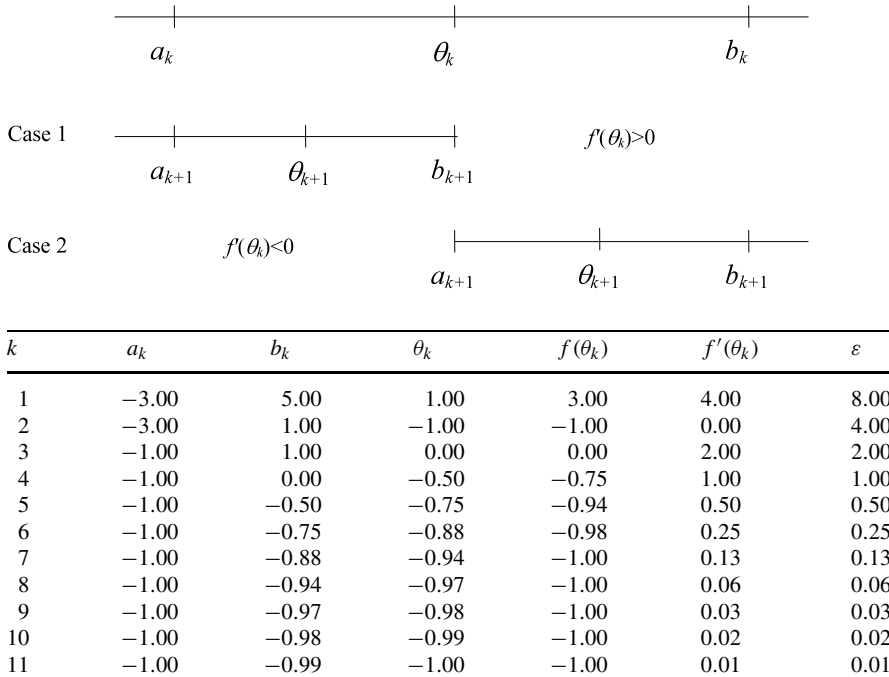 a_k θ_k b_k
Case 1 f′(θ_k)>0
a_{k+1} θ_{k+1} b_{k+1}
Case 2 f′(θ_k)<0
a_{k+1} θ_{k+1} b_{k+1}
k a_k b_k θ_k f(θ_k) f′(θ_k) ε
1 −3.00 5.00 1.00 3.00 4.00 8.00
2 −3.00 1.00 −1.00 −1.00 0.00 4.00
3 −1.00 1.00 0.00 0.00 2.00 2.00
4 −1.00 0.00 −0.50 −0.75 1.00 1.00
5 −1.00 −0.50 −0.75 −0.94 0.50 0.50
6 −1.00 −0.75 −0.88 −0.98 0.25 0.25
7 −1.00 −0.88 −0.94 −1.00 0.13 0.13
8 −1.00 −0.94 −0.97 −1.00 0.06 0.06
9 −1.00 −0.97 −0.98 −1.00 0.03 0.03
10 −1.00 −0.98 −0.99 −1.00 0.02 0.02
11 −1.00 −0.99 −1.00 −1.00 0.01 0.01